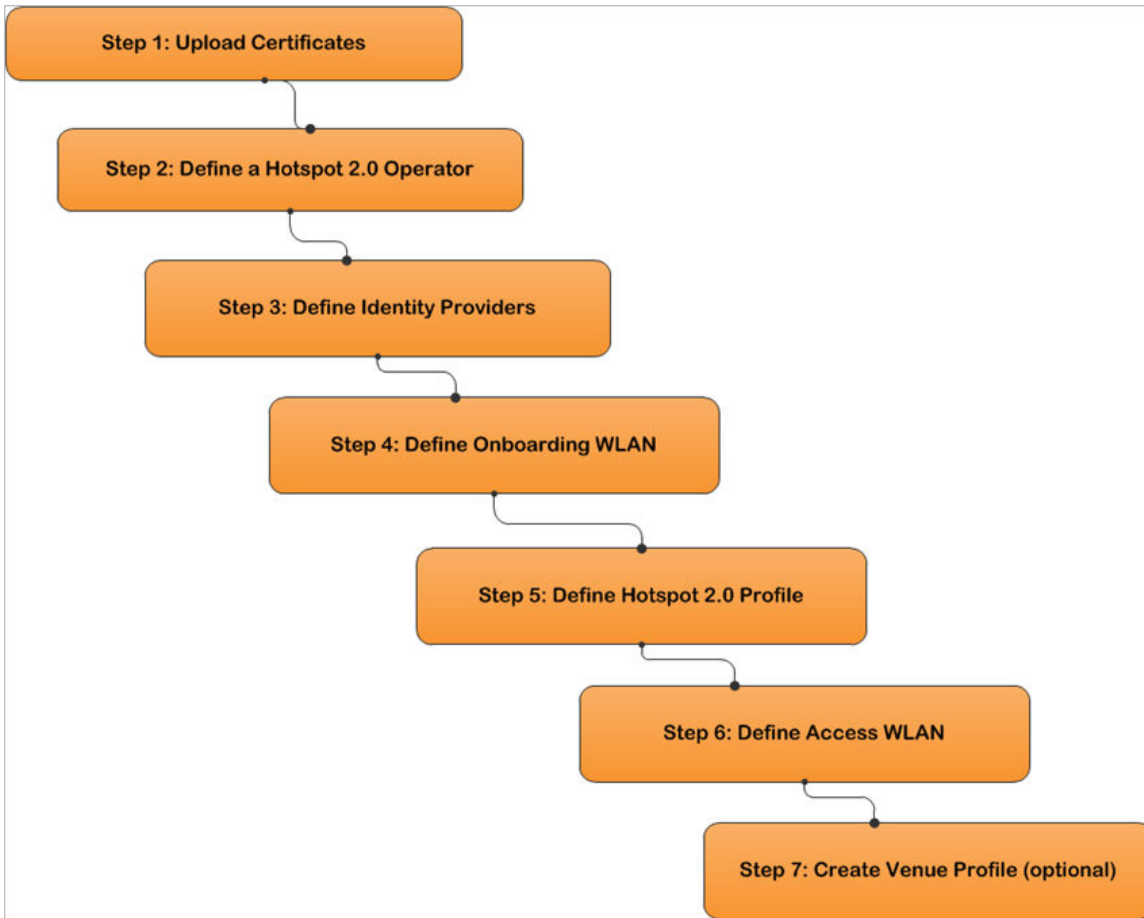 Step 1: Upload Certificates
Step 2: Define a Hotspot 2.0 Operator
Step 3: Define Identity Providers
Step 4: Define Onboarding WLAN
Step 5: Define Hotspot 2.0 Profile
Step 6: Define Access WLAN
Step 7: Create Venue Profile (optional)